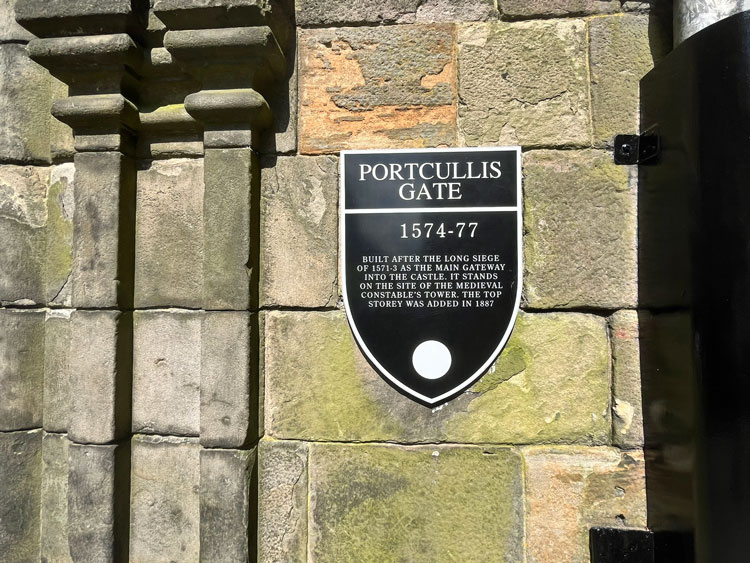 PORTCULLIS
GATE
1574-77
BUILT AFTER THE LONG SIEGE
OF 1571-3 AS THE MAIN GATEWAY
INTO THE CASTLE. IT STANDS
ON THE SITE OF THE MEDIEVAL
CONSTABLE'S TOWER. THE TOP
STOREY WAS ADDED IN 1887